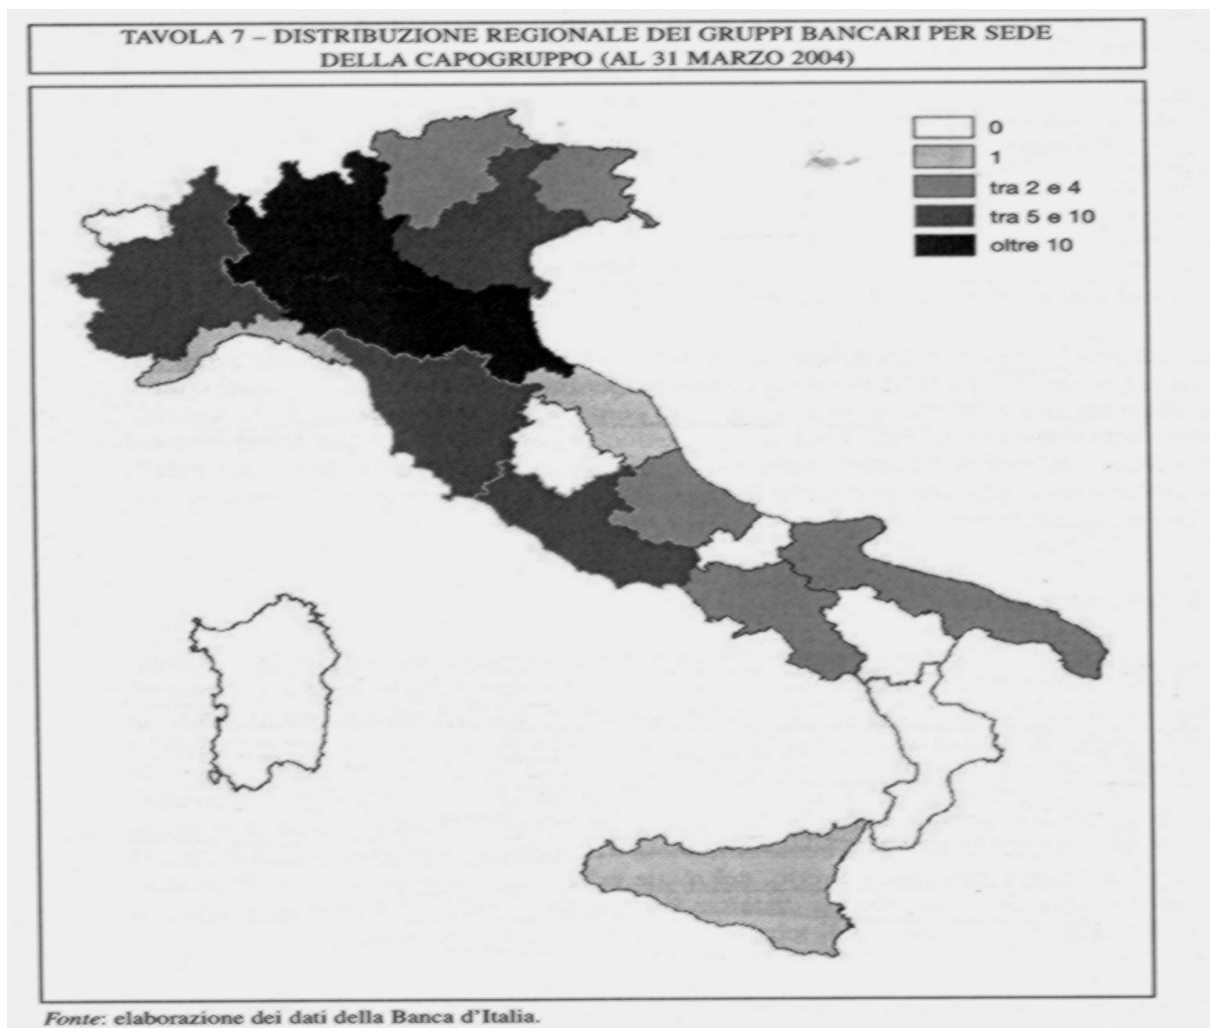 TAVOLA 7 – DISTRIBUZIONE REGIONALE DEI GRUPPI BANCARI PER SEDE
DELLA CAPOGRUPPO (AL 31 MARZO 2004)
0
1
tra 2 e 4
tra 5 e 10
oltre 10
Fonte: elaborazione dei dati della Banca d'Italia.